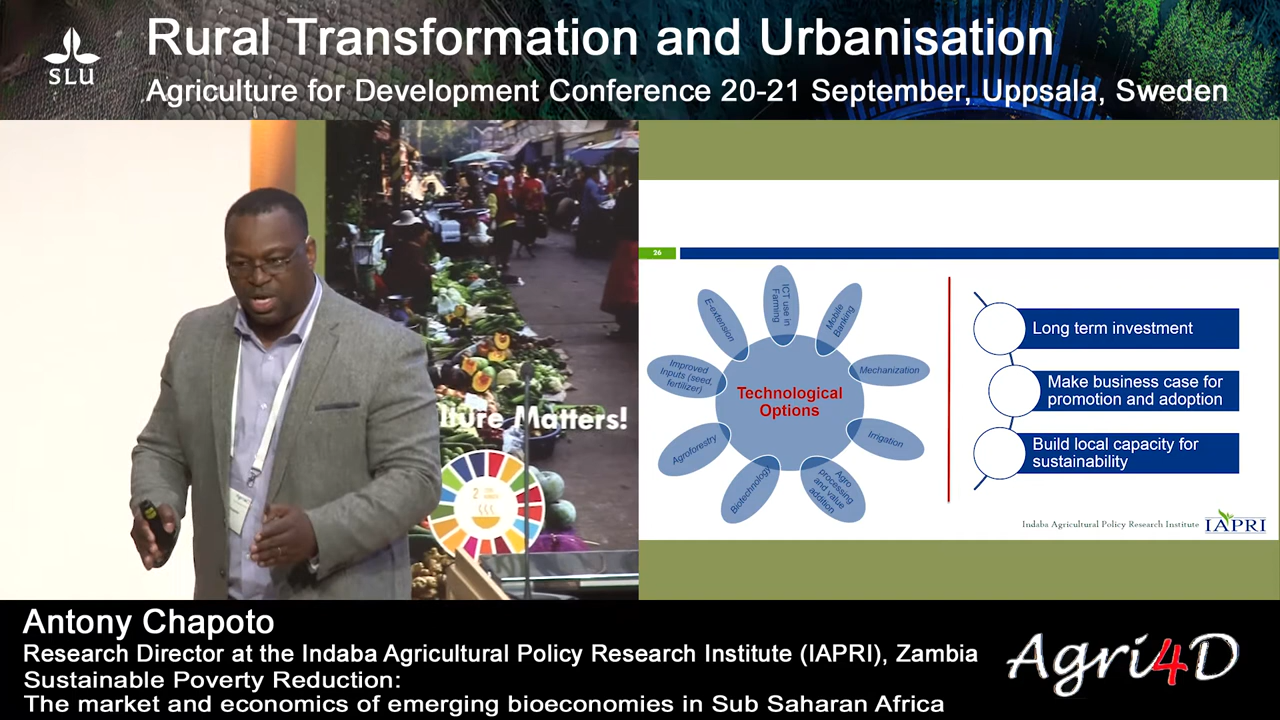 SLU
Rural Transformation and Urbanisation
Agriculture for Development Conference 20-21 September, Uppsala, Sweden
lture Matters!
2
26
ICT use in
Farming
Mobile
Banking
E-extension
Mechanization
Improved
Inputs (seed,
fertilizer)
Technological
Options
Irrigation
Agroforestry
Biotechnology
Agro
processing
and value
addition
Long term investment
Make business case for
promotion and adoption
Build local capacity for
sustainability
Indaba Agricultural Policy Research Institute
IAPRI
Antony Chapoto
Research Director at the Indaba Agricultural Policy Research Institute (IAPRI), Zambia
Sustainable Poverty Reduction:
The market and economics of emerging bioeconomies in Sub Saharan Africa
Agri4D